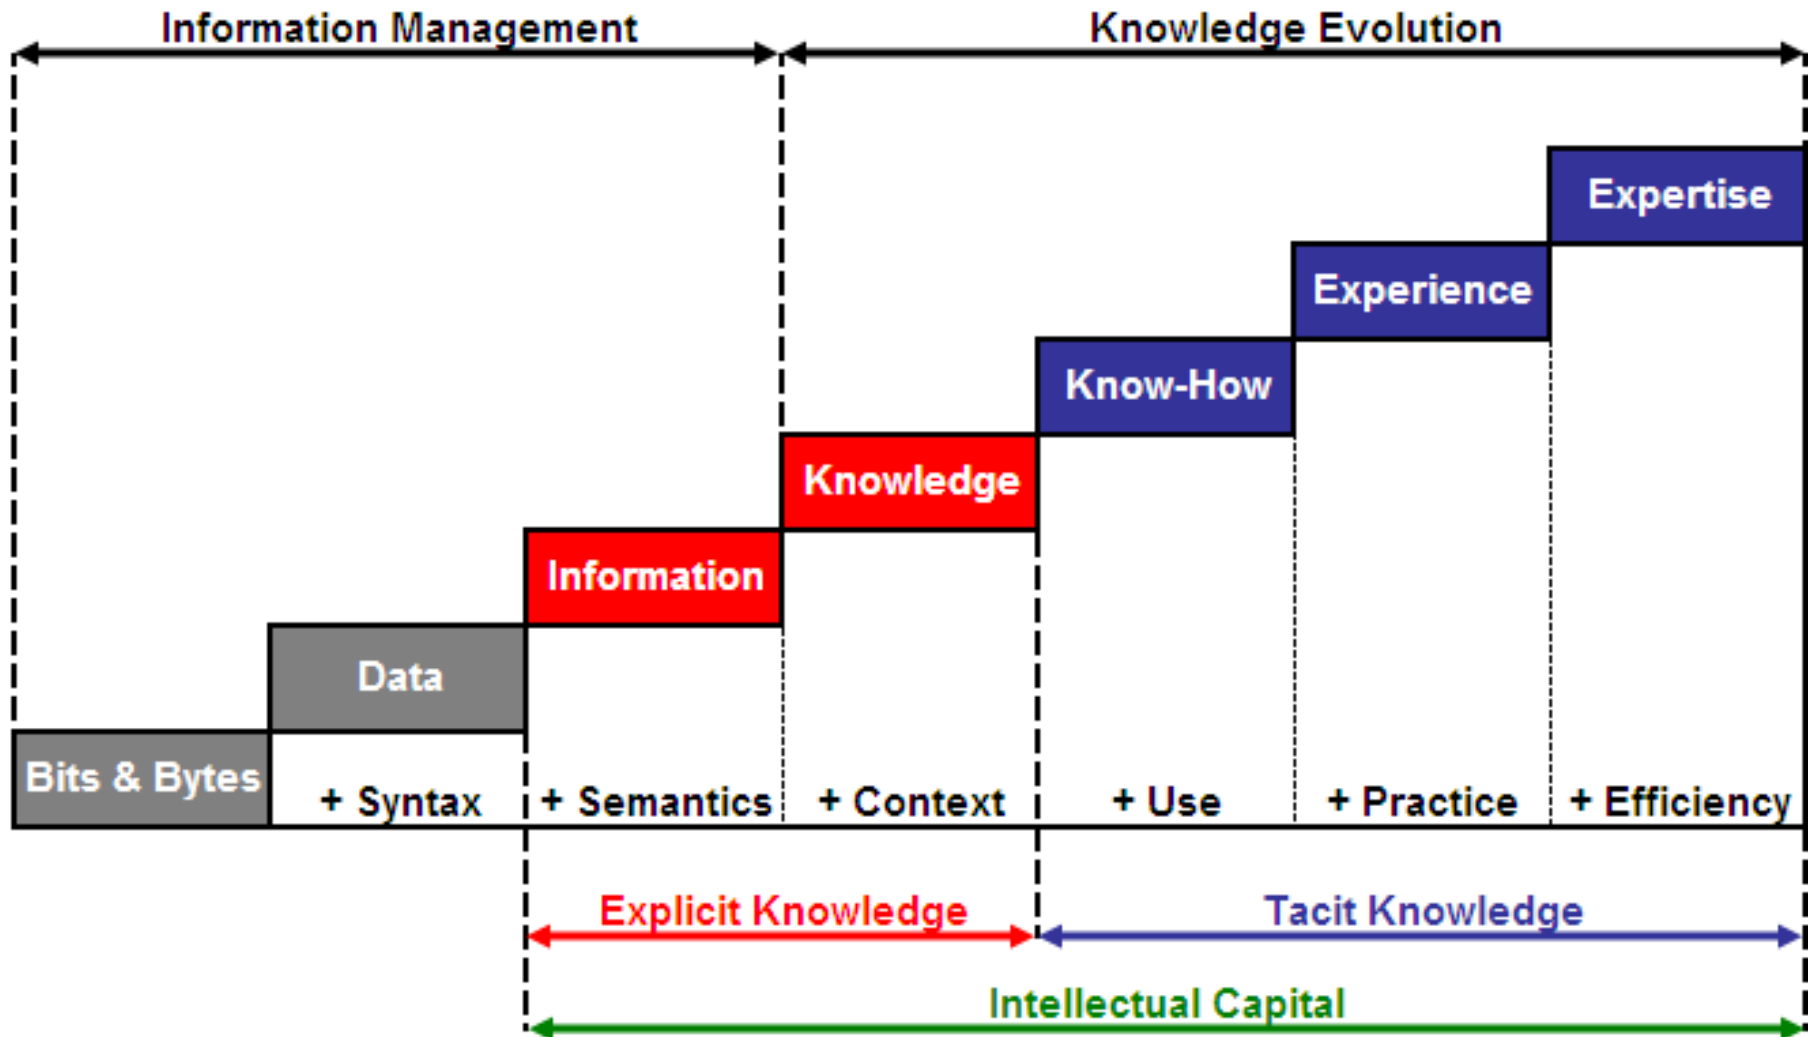 Information Management
Knowledge Evolution
Expertise
Experience
Know-How
Knowledge
Information
Data
Bits & Bytes
+ Syntax
+ Semantics
+ Context
+ Use
+ Practice
+ Efficiency
Explicit Knowledge
Tacit Knowledge
Intellectual Capital